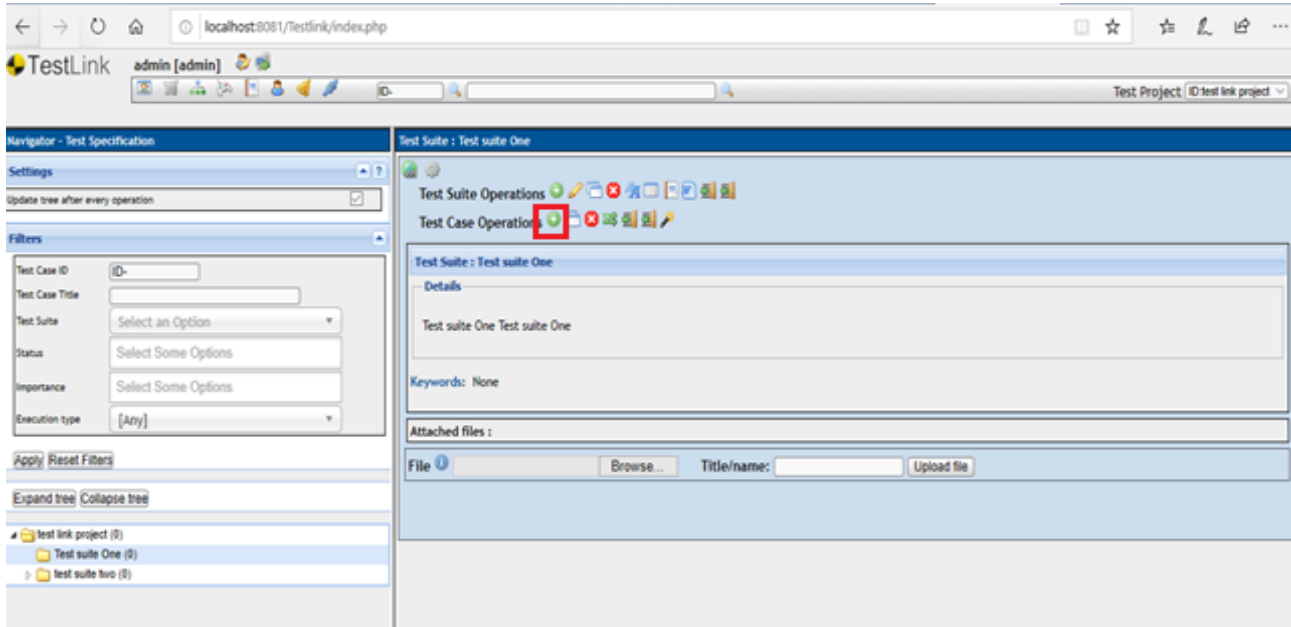 localhost:8081/Testlink/index.php
TestLink admin [admin]
ID- Test Project ID:test link project
Navigator - Test Specification
Settings
?
Update tree after every operation
Filters
Test Case ID ID-
Test Case Title
Test Suite Select an Option
Status Select Some Options
Importance Select Some Options
Execution type [Any]
Apply Reset Filters
Expand tree Collapse tree
test link project (0)
Test suite One (0)
test suite two (0)
Test Suite : Test suite One
Test Suite Operations
Test Case Operations
Test Suite : Test suite One
Details
Test suite One Test suite One
Keywords: None
Attached files :
File Browse... Title/name: Upload file